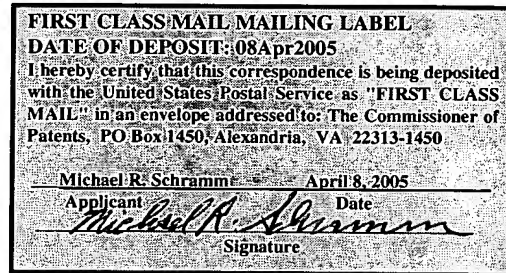 FIRST CLASS MAIL MAILING LABEL
DATE OF DEPOSIT: 08Apr2005
I hereby certify that this correspondence is being deposited
with the United States Postal Service as "FIRST CLASS
MAIL" in an envelope addressed to: The Commissioner of
Patents, PO Box 1450, Alexandria, VA 22313-1450
Michael R. Schramm April 8, 2005
Applicant Date
Michael R. Schramm
Signature